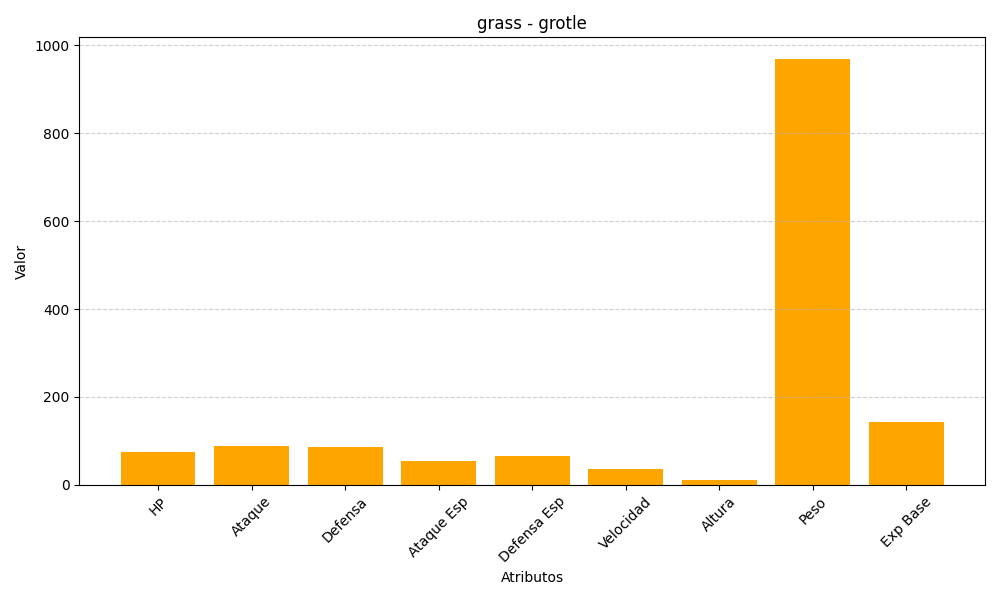 grass - grotle
1000
800
600
400
200
0
Valor
HP
Ataque
Defensa
Ataque Esp
Defensa Esp
Velocidad
Altura
Peso
Exp Base
Atributos